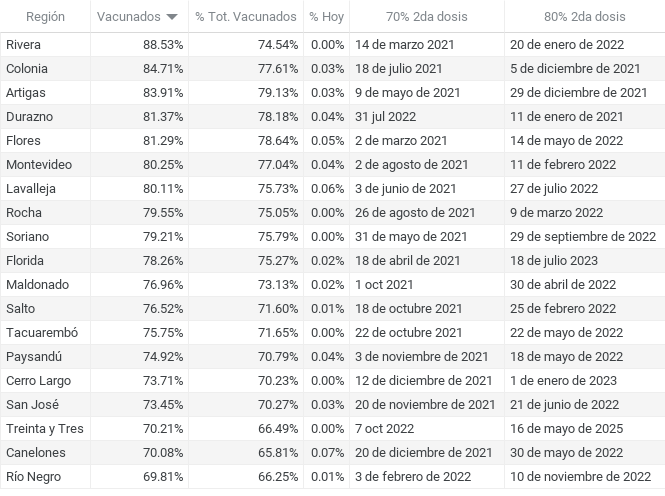 Región Vacunados % Tot. Vacunados % Hoy 70% 2da dosis 80% 2da dosis
Rivera 88.53% 74.54% 0.00% 14 de marzo 2021 20 de enero de 2022
Colonia 84.71% 77.61% 0.03% 18 de julio 2021 5 de diciembre de 2021
Artigas 83.91% 79.13% 0.03% 9 de mayo de 2021 29 de diciembre de 2021
Durazno 81.37% 78.18% 0.04% 31 jul 2022 11 de enero de 2021
Flores 81.29% 78.64% 0.05% 2 de marzo 2021 14 de mayo de 2022
Montevideo 80.25% 77.04% 0.04% 2 de agosto de 2021 11 de febrero 2022
Lavalleja 80.11% 75.73% 0.06% 3 de junio de 2021 27 de julio 2022
Rocha 79.55% 75.05% 0.00% 26 de agosto de 2021 9 de marzo 2022
Soriano 79.21% 75.79% 0.00% 31 de mayo de 2021 29 de septiembre de 2022
Florida 78.26% 75.27% 0.02% 18 de abril de 2021 18 de julio 2023
Maldonado 76.96% 73.13% 0.02% 1 oct 2021 30 de abril de 2022
Salto 76.52% 71.60% 0.01% 18 de octubre 2021 25 de febrero 2022
Tacuarembó 75.75% 71.65% 0.00% 22 de octubre 2021 22 de mayo de 2022
Paysandú 74.92% 70.79% 0.04% 3 de noviembre de 2021 18 de mayo de 2022
Cerro Largo 73.71% 70.23% 0.00% 12 de diciembre de 2021 1 de enero de 2023
San José 73.45% 70.27% 0.03% 20 de noviembre de 2021 21 de junio de 2022
Treinta y Tres 70.21% 66.49% 0.00% 7 oct 2022 16 de mayo de 2025
Canelones 70.08% 65.81% 0.07% 20 de diciembre de 2021 30 de mayo de 2022
Río Negro 69.81% 66.25% 0.01% 3 de febrero de 2022 10 de noviembre de 2022